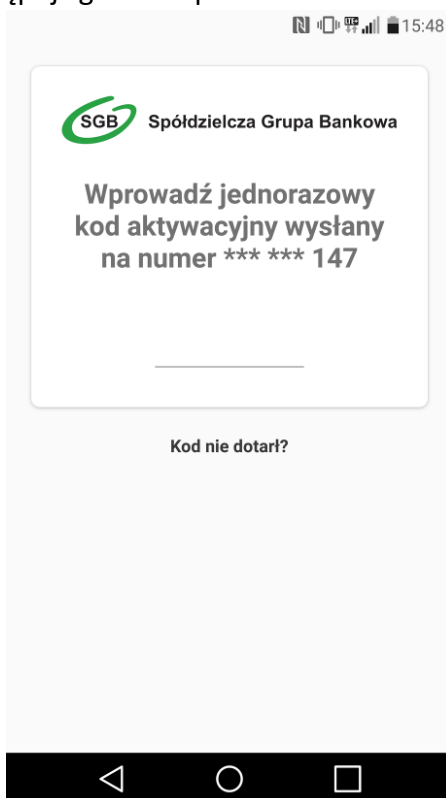 15:48
SGB Spółdzielcza Grupa Bankowa
Wprowadź jednorazowy
kod aktywacyjny wysłany
na numer *** *** 147
Kod nie dotarł?